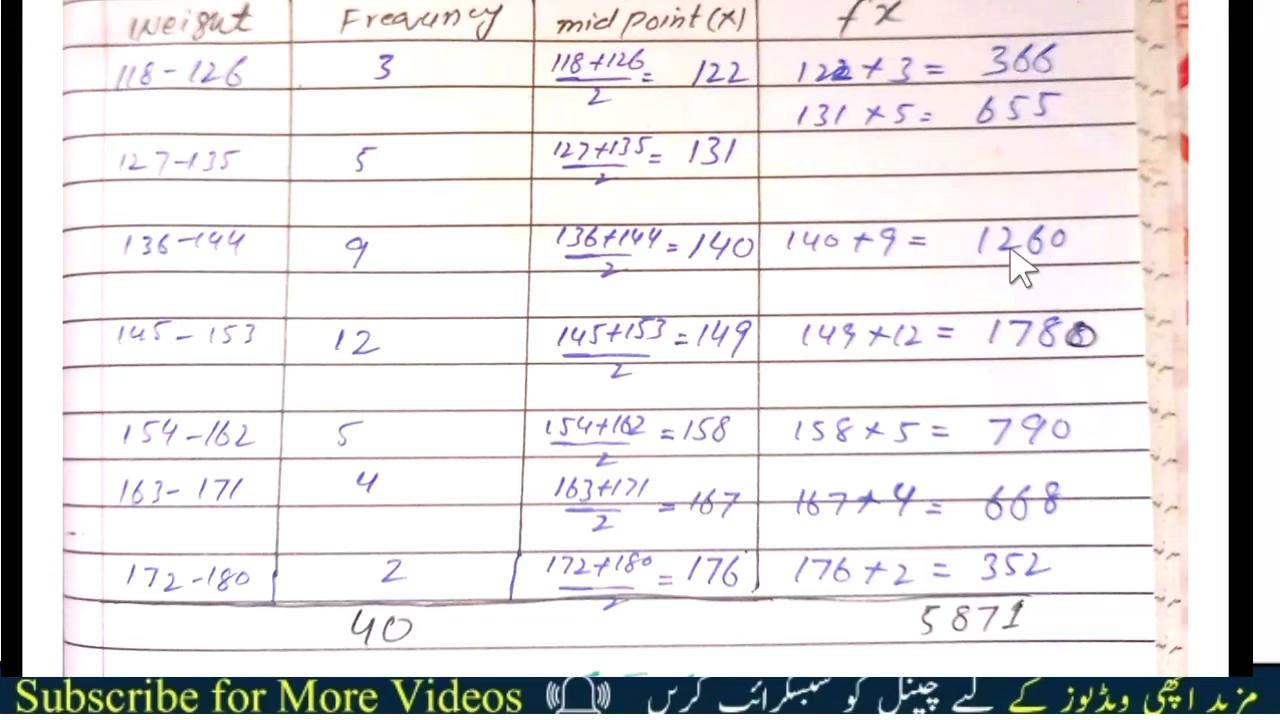 Weight Freauncy mid point (x) fx
118-126 3 118+126/2 = 122 122 + 3 = 366
131 × 5 = 655
127-135 5 127+135/2 = 131
136-144 9 136+144/2 = 140 140 + 9 = 1260
145-153 12 145+153/2 = 149 149 × 12 = 1788
154-162 5 154+162/2 = 158 158 × 5 = 790
163-171 4 163+171/2 = 167 167 + 4 = 668
172-180 2 172+180/2 = 176 176 + 2 = 352
40 5871
Subscribe for More Videos مزید اچھی ویڈیوز کے لیے چینل کو سبسکرائب کریں